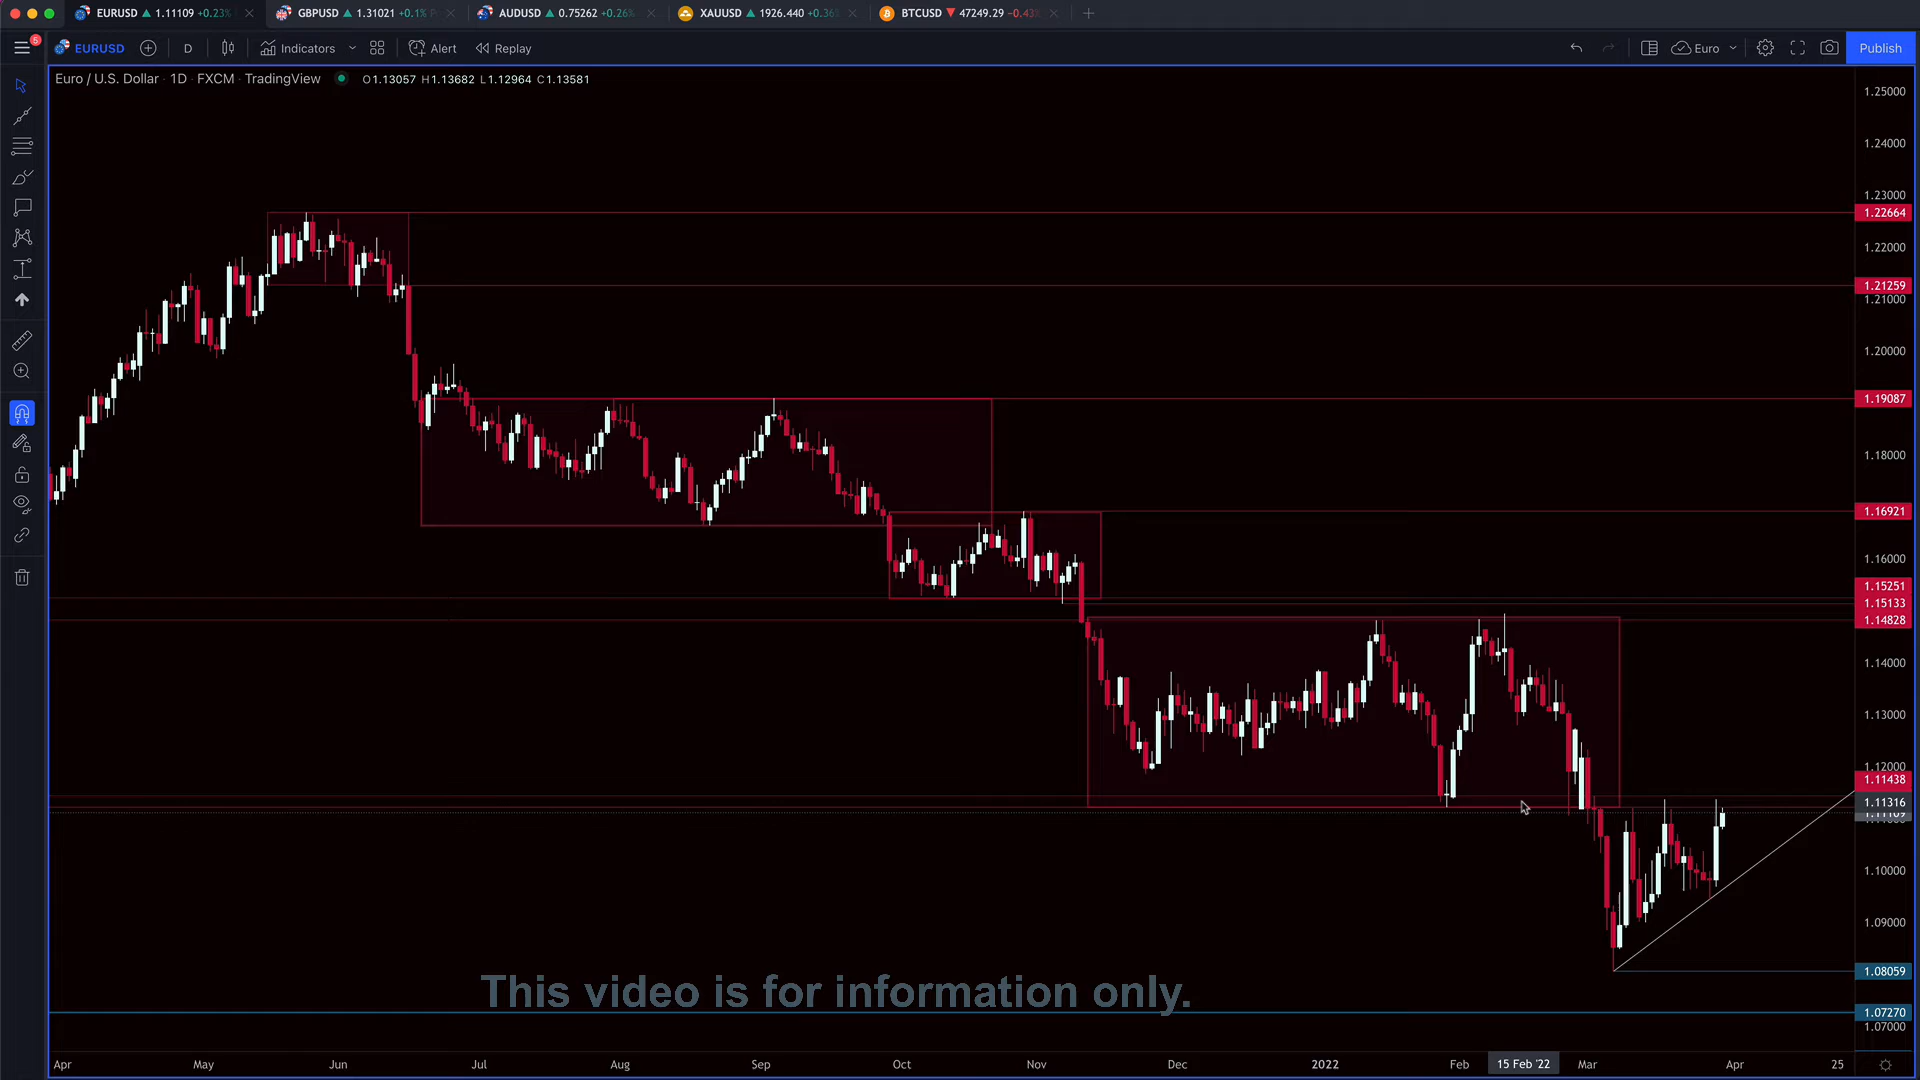 EURUSD ▲ 1.11109 +0.23%
GBPUSD ▲ 1.31021 +0.1%
AUDUSD ▲ 0.75262 +0.26%
XAUUSD ▲ 1926.440 +0.36%
BTCUSD ▼ 47249.29 -0.43%
5
EURUSD
D
Indicators
Alert
Replay
Euro
Publish
Euro / U.S. Dollar · 1D · FXCM · TradingView
O1.13057 H1.13682 L1.12964 C1.13581
1.25000
1.24000
1.23000
1.22664
1.22000
1.21259
1.21000
1.20000
1.19087
1.18000
1.16921
1.16000
1.15251
1.15133
1.14828
1.14000
1.13000
1.12000
1.11438
1.11316
1.11109
1.10000
1.09000
1.08059
1.07270
1.07000
This video is for information only.
Apr May Jun Jul Aug Sep Oct Nov Dec 2022 Feb 15 Feb '22 Mar Apr 25